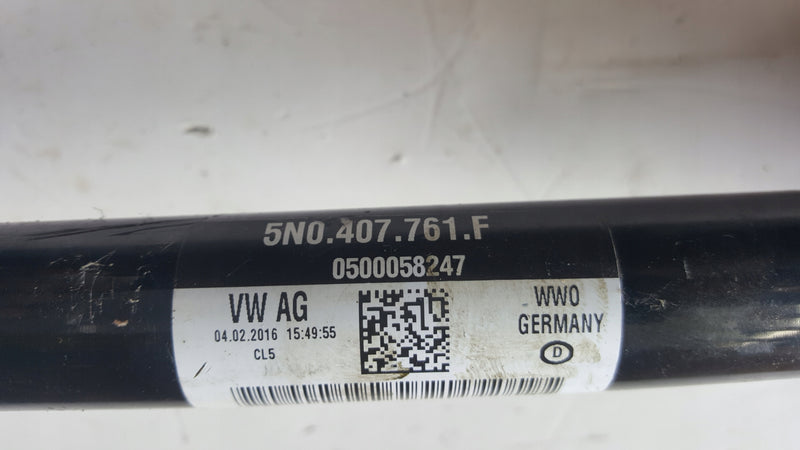 5N0.407.761.F
0500058247
VW AG
04.02.2016 15:49:55
CL5
WWO
GERMANY
D